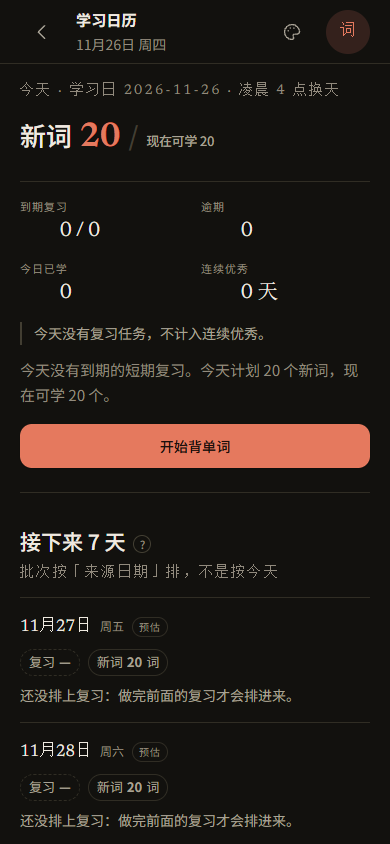 学习日历
11月26日 周四
词
今天 · 学习日 2026-11-26 · 凌晨 4 点换天
新词 20 / 现在可学 20
到期复习 逾期
0 / 0 0
今日已学 连续优秀
0 0 天
今天没有复习任务，不计入连续优秀。
今天没有到期的短期复习。今天计划 20 个新词，现
在可学 20 个。
开始背单词
接下来 7 天 ?
批次按「来源日期」排，不是按今天
11月27日 周五 预估
复习 — 新词 20 词
还没排上复习：做完前面的复习才会排进来。
11月28日 周六 预估
复习 — 新词 20 词
还没排上复习：做完前面的复习才会排进来。